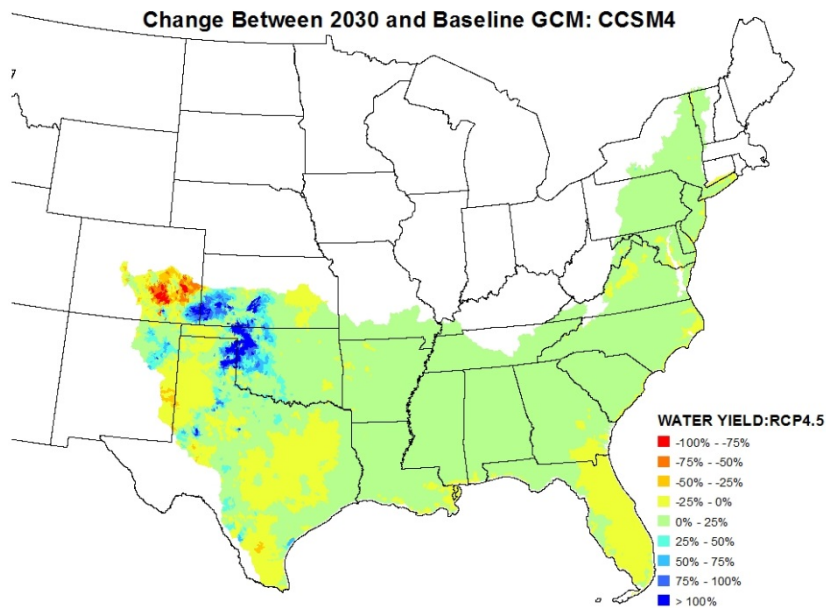 Change Between 2030 and Baseline GCM: CCSM4
WATER YIELD:RCP4.5
-100% - -75%
-75% - -50%
-50% - -25%
-25% - 0%
0% - 25%
25% - 50%
50% - 75%
75% - 100%
> 100%